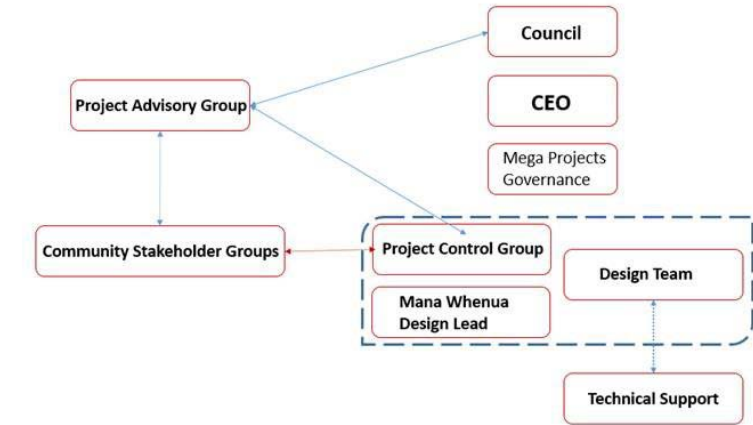 Council
Project Advisory Group
CEO
Mega Projects
Governance
Community Stakeholder Groups
Project Control Group
Design Team
Mana Whenua
Design Lead
Technical Support